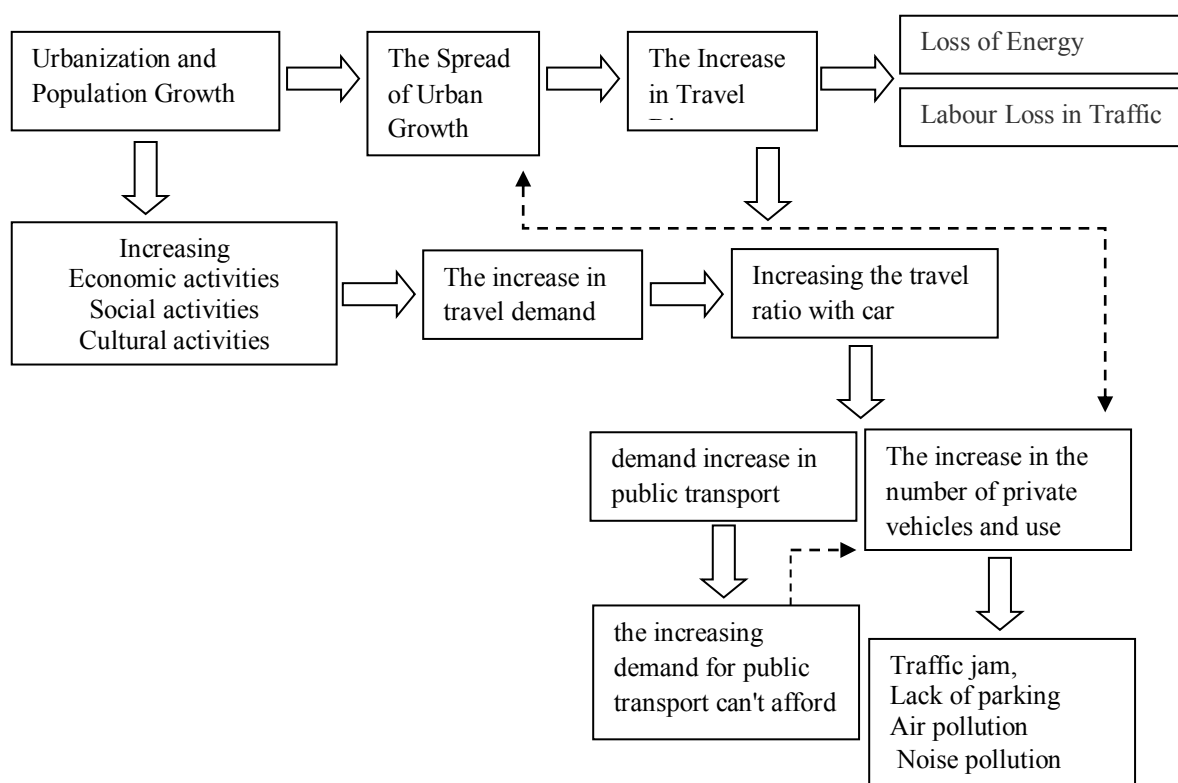 Urbanization and
Population Growth
The Spread
of Urban
Growth
The Increase
in Travel
Loss of Energy
Labour Loss in Traffic
Increasing
Economic activities
Social activities
Cultural activities
The increase in
travel demand
Increasing the travel
ratio with car
demand increase in
public transport
The increase in the
number of private
vehicles and use
the increasing
demand for public
transport can't afford
Traffic jam,
Lack of parking
Air pollution
Noise pollution